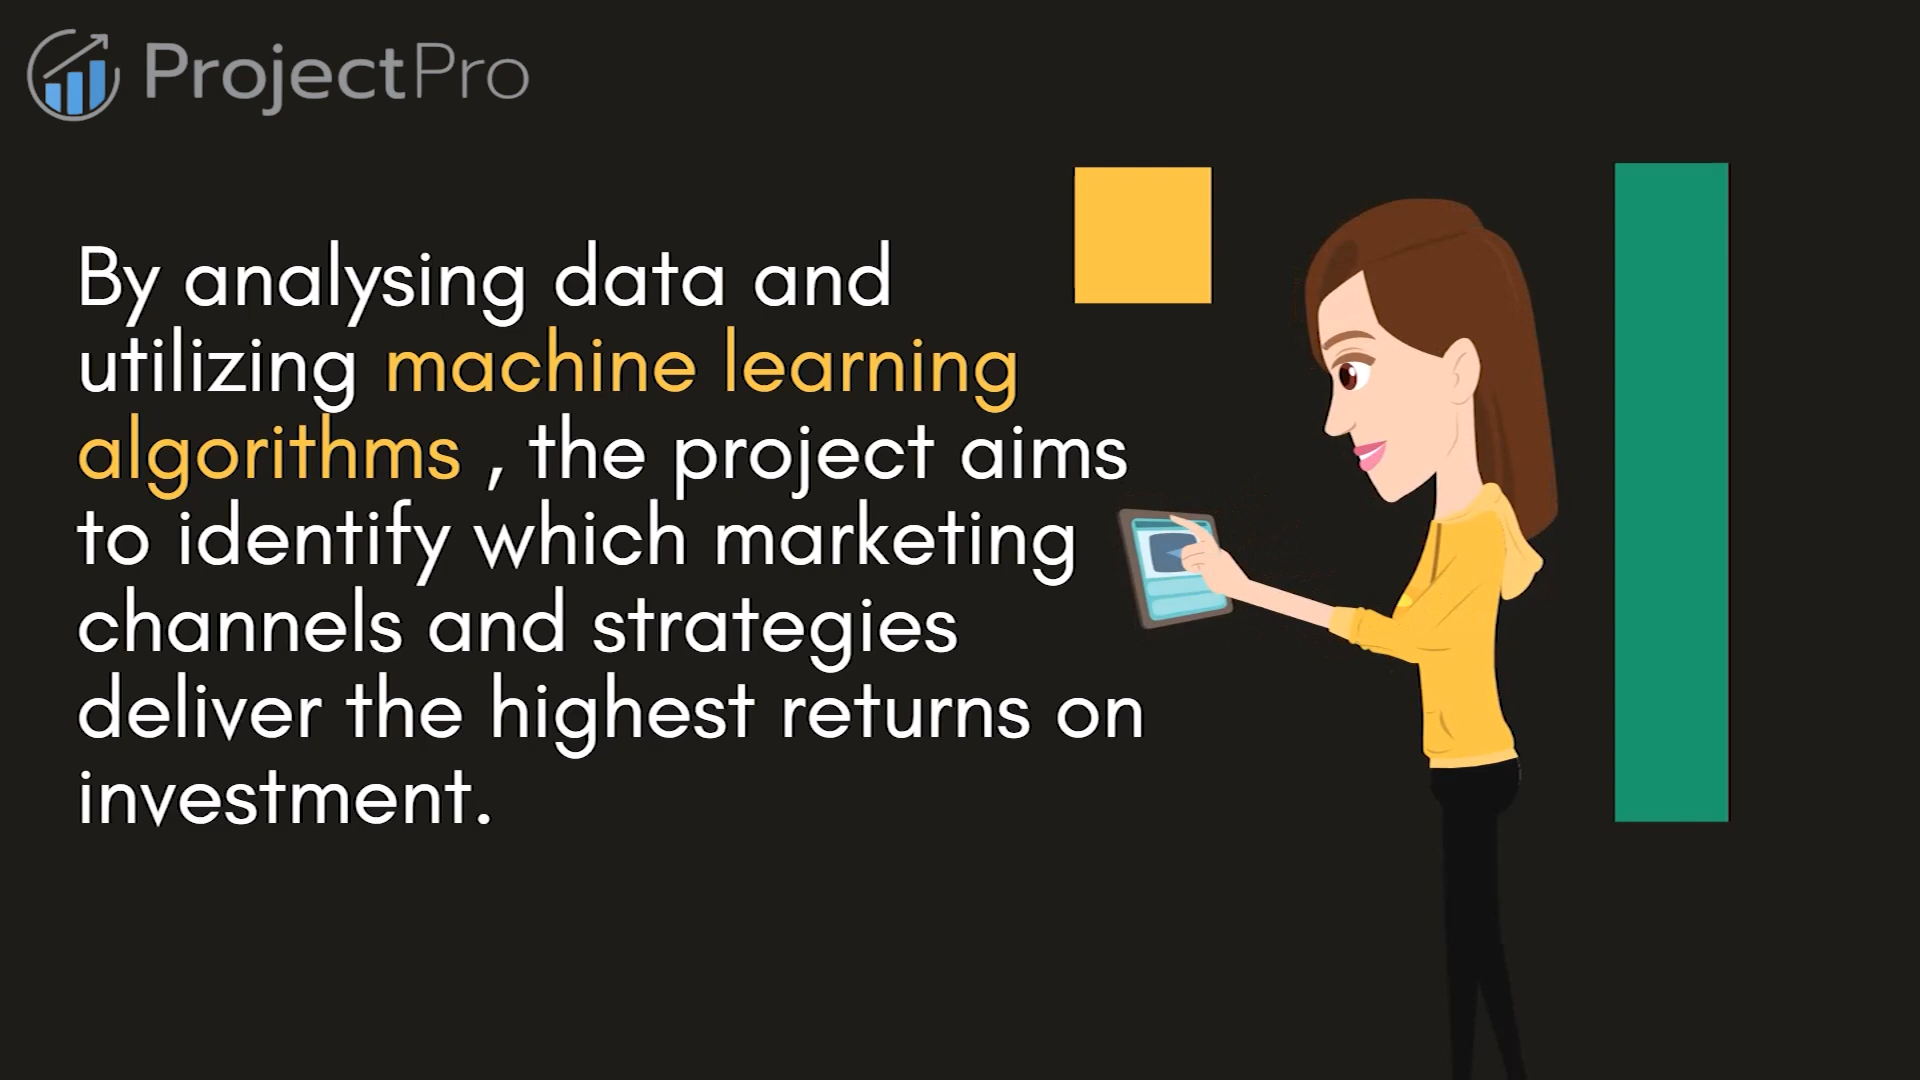 ProjectPro
By analysing data and
utilizing machine learning
algorithms , the project aims
to identify which marketing
channels and strategies
deliver the highest returns on
investment.